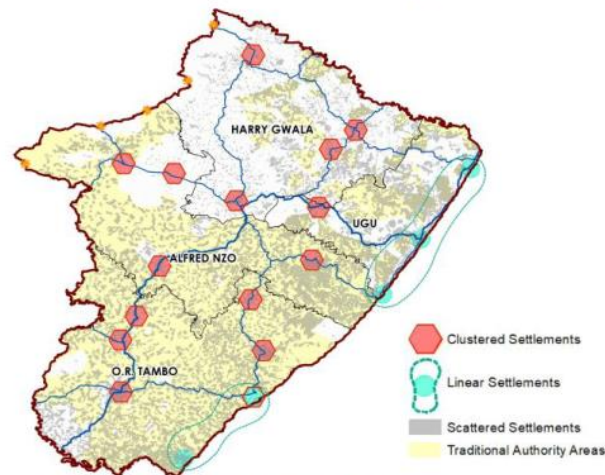 HARRY GWALA
UGU
ALFRED NZO
O.R. TAMBO
Clustered Settlements
Linear Settlements
Scattered Settlements
Traditional Authority Areas